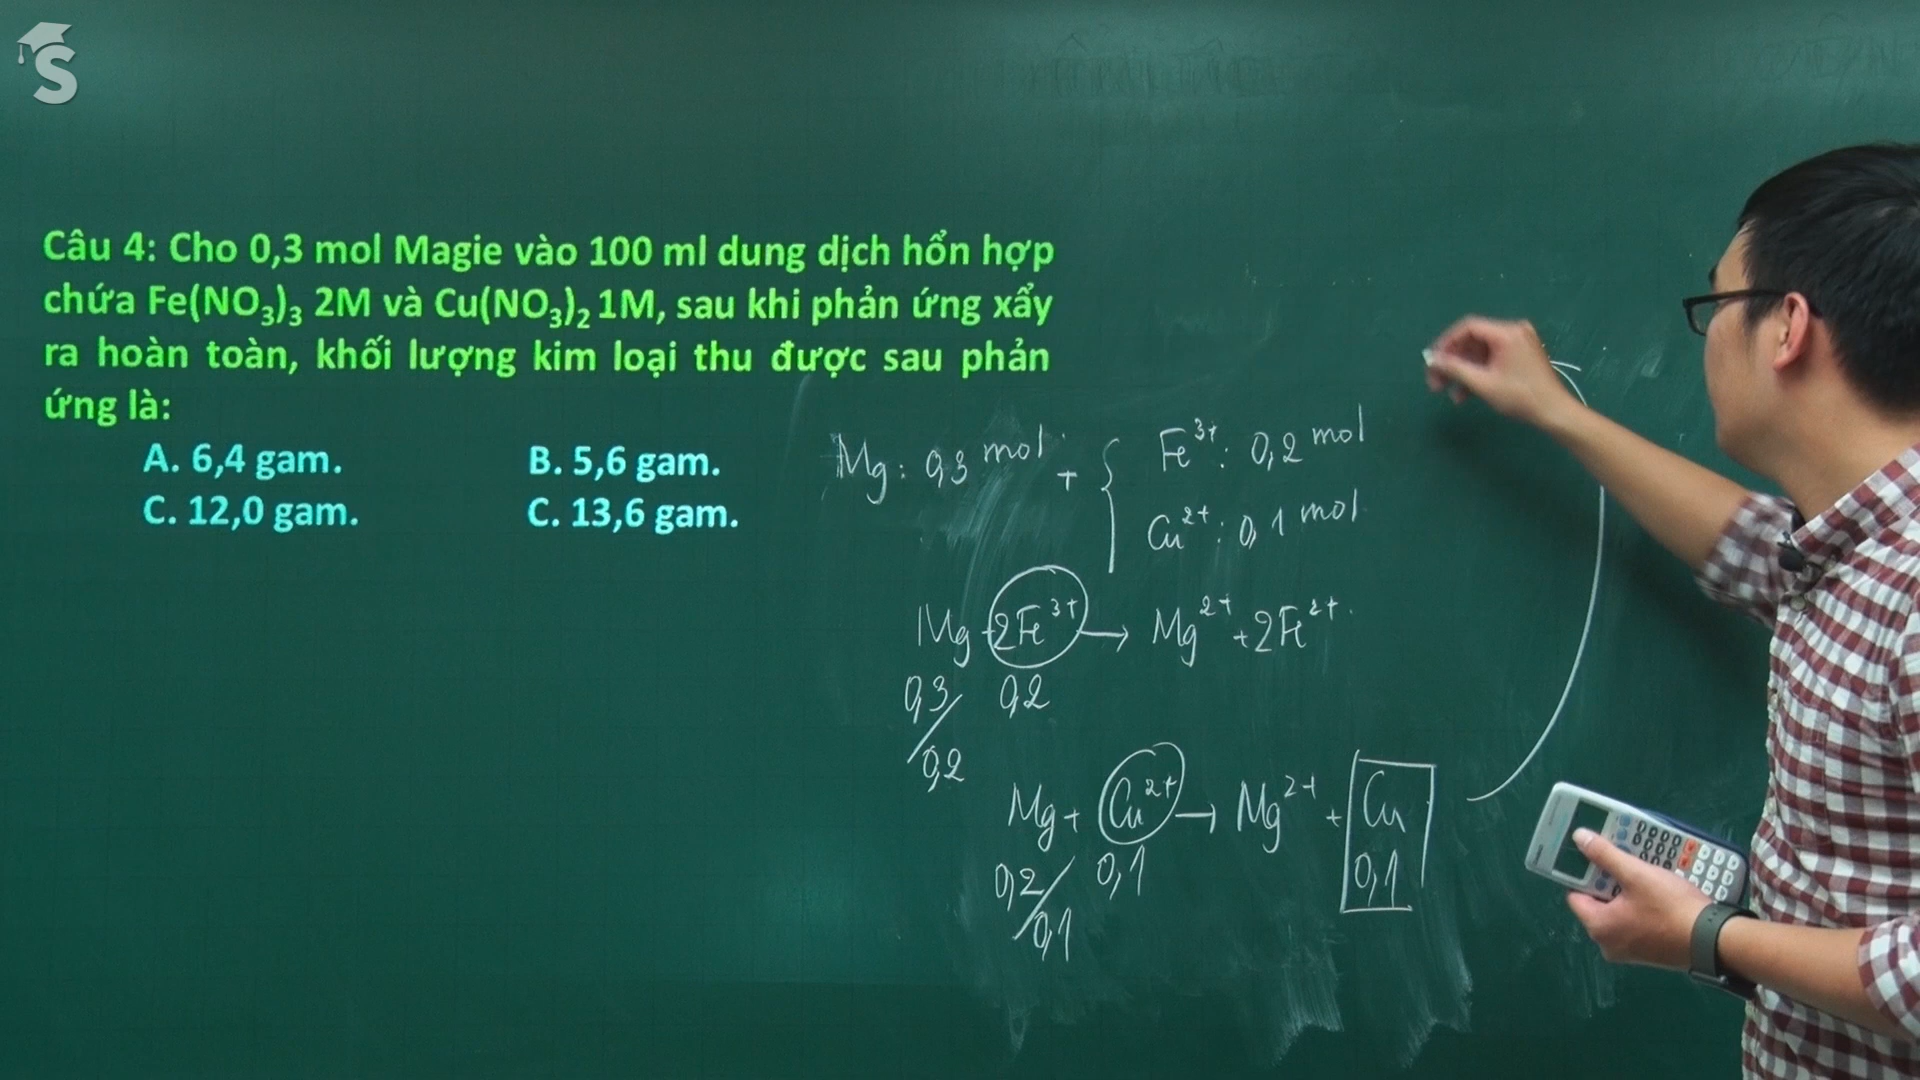 S
Câu 4: Cho 0,3 mol Magie vào 100 ml dung dịch hổn hợp
chứa Fe(NO₃)₃ 2M và Cu(NO₃)₂ 1M, sau khi phản ứng xẩy
ra hoàn toàn, khối lượng kim loại thu được sau phản
ứng là:
A. 6,4 gam. B. 5,6 gam.
C. 12,0 gam. C. 13,6 gam.
Mg: 0,3 mol + { Fe³⁺: 0,2 mol
Cu²⁺: 0,1 mol
Mg + 2Fe³⁺ → Mg²⁺ + 2Fe²⁺
0,3 / 0,2 0,2
Mg + Cu²⁺ → Mg²⁺ + Cu
0,2 / 0,1 0,1 0,1